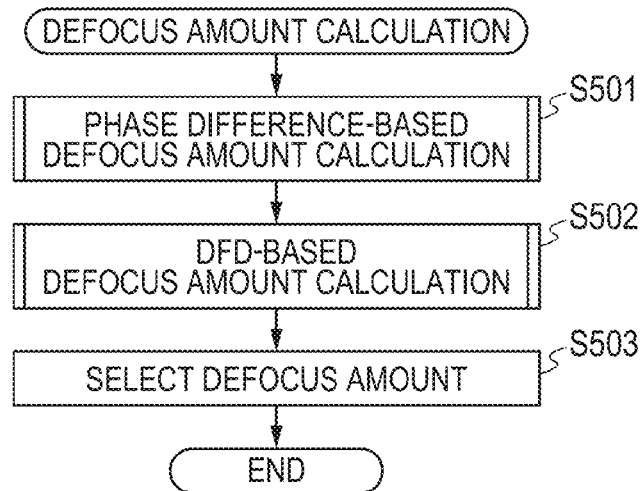 DEFOCUS AMOUNT CALCULATION
S501
PHASE DIFFERENCE-BASED
DEFOCUS AMOUNT CALCULATION
S502
DFD-BASED
DEFOCUS AMOUNT CALCULATION
S503
SELECT DEFOCUS AMOUNT
END